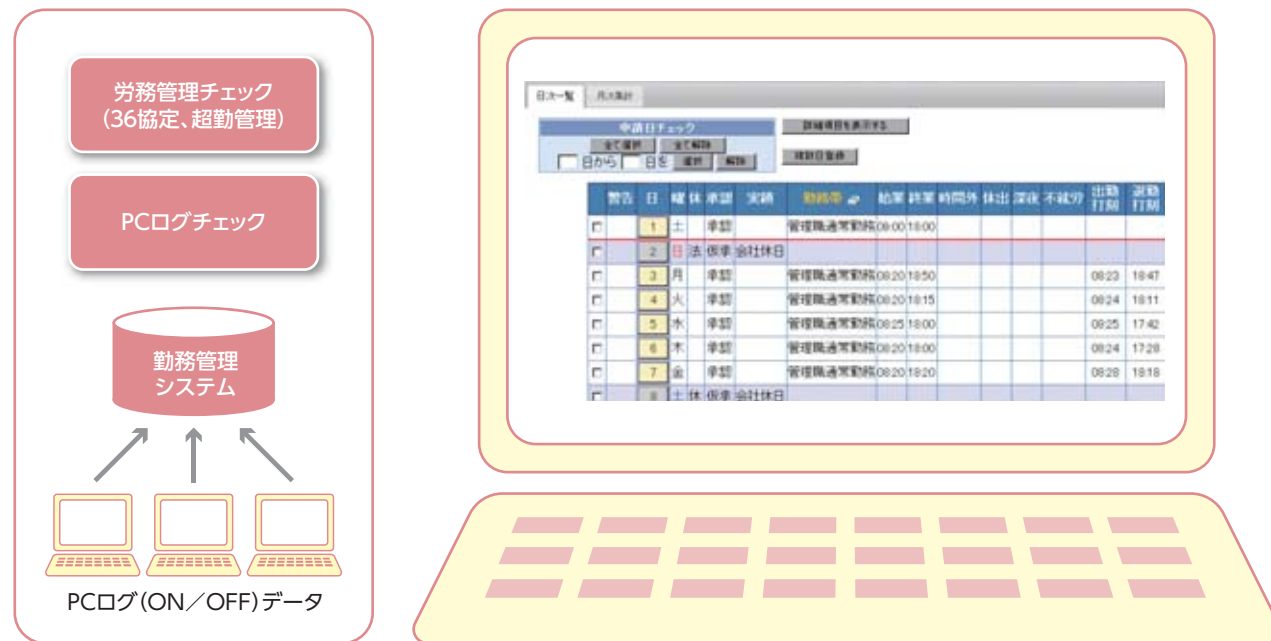 労務管理チェック
(36協定、超勤管理)
PCログチェック
勤務管理
システム
PCログ(ON/OFF)データ
日次一覧 月次集計
申請日チェック 詳細項目を表示する
全て選択 全て解除
日から 日を 選択 解除
警告 日 曜 休 承認 実績 勤務帯 始業 終業 時間外 休出 深夜 不就労 出勤打刻 退勤打刻
1 土 承認 管理職通常勤務 09:00 18:00
2 日 法 仮承 会社休日
3 月 承認 管理職通常勤務 08:20 18:50 08:23 18:47
4 火 承認 管理職通常勤務 08:20 18:15 08:24 18:11
5 水 承認 管理職通常勤務 08:25 18:00 08:25 17:42
6 木 承認 管理職通常勤務 08:20 18:00 08:24 17:28
7 金 承認 管理職通常勤務 08:20 18:20 08:28 18:18
8 土 休 仮承 会社休日